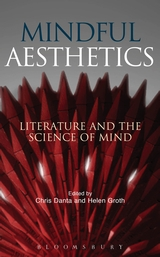 MINDFUL
AESTHETICS
LITERATURE AND THE
SCIENCE OF MIND
Edited by
Chris Danta and Helen Groth
BLOOMSBURY